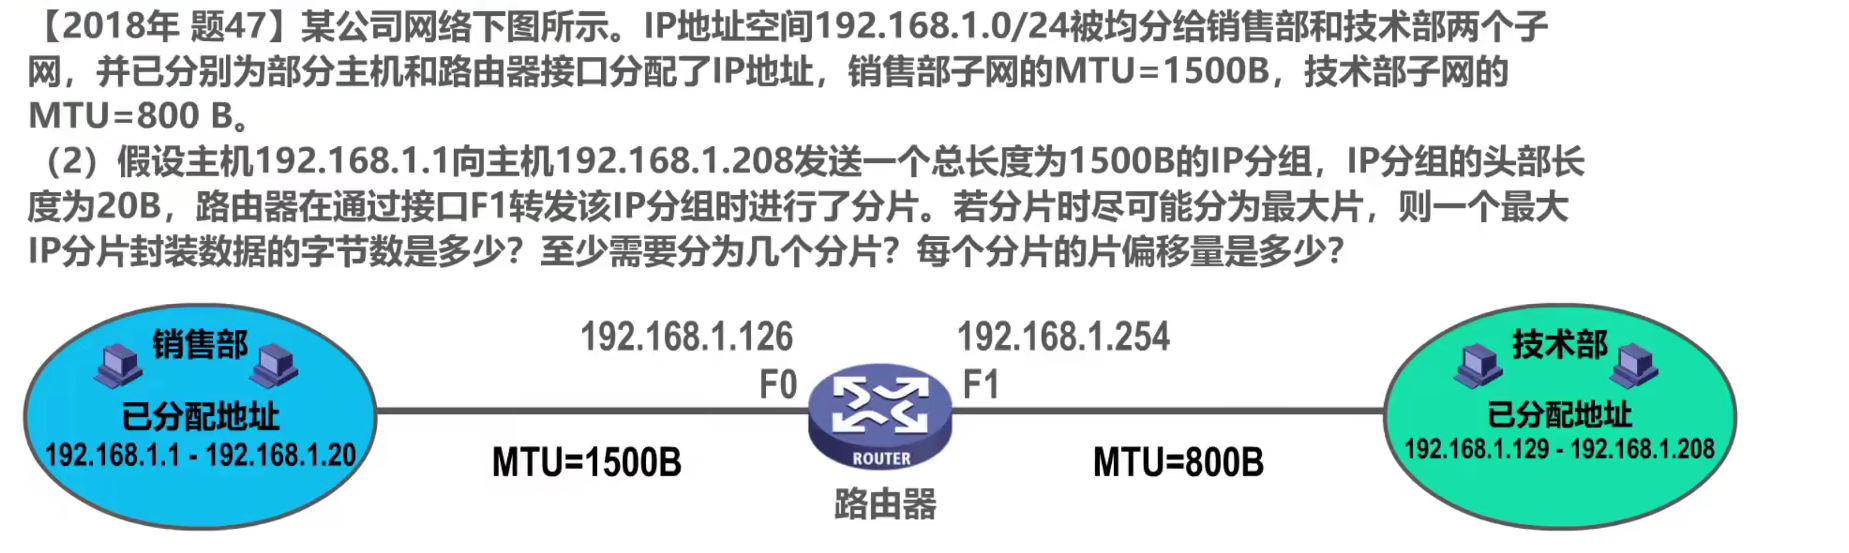 【2018年 题47】某公司网络下图所示。IP地址空间192.168.1.0/24被均分给销售部和技术部两个子
网，并已分别为部分主机和路由器接口分配了IP地址，销售部子网的MTU=1500B，技术部子网的
MTU=800 B。
（2）假设主机192.168.1.1向主机192.168.1.208发送一个总长度为1500B的IP分组，IP分组的头部长
度为20B，路由器在通过接口F1转发该IP分组时进行了分片。若分片时尽可能分为最大片，则一个最大
IP分片封装数据的字节数是多少？至少需要分为几个分片？每个分片的片偏移量是多少？
销售部
已分配地址
192.168.1.1 - 192.168.1.20
192.168.1.126
F0
MTU=1500B
ROUTER
路由器
192.168.1.254
F1
MTU=800B
技术部
已分配地址
192.168.1.129 - 192.168.1.208